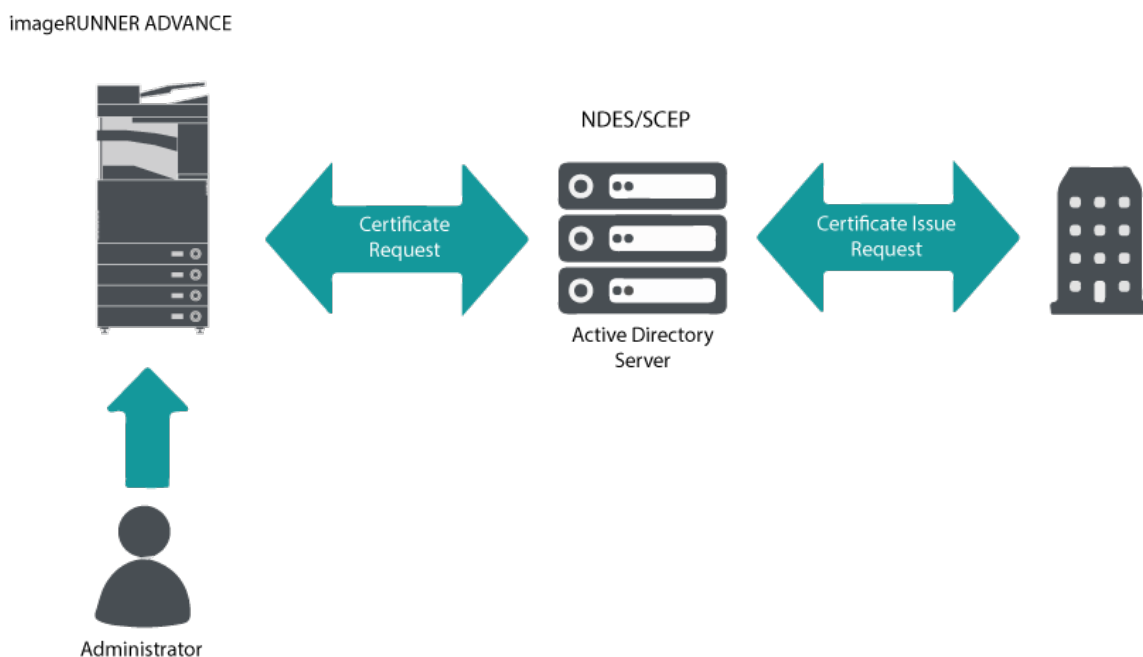 imageRUNNER ADVANCE
NDES/SCEP
Certificate
Request
Certificate Issue
Request
Active Directory
Server
Administrator